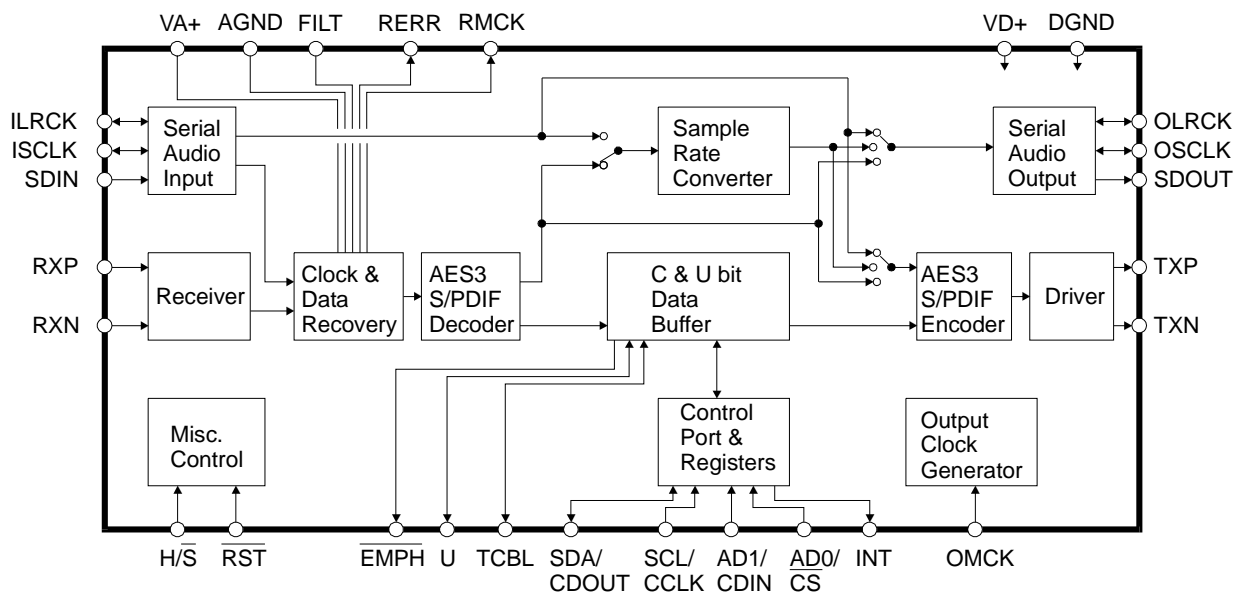 VA+ AGND FILT RERR RMCK VD+ DGND
ILRCK
ISCLK
SDIN
Serial
Audio
Input
Sample
Rate
Converter
Serial
Audio
Output
OLRCK
OSCLK
SDOUT
RXP
RXN
Receiver
Clock &
Data
Recovery
AES3
S/PDIF
Decoder
C & U bit
Data
Buffer
AES3
S/PDIF
Encoder
Driver
TXP
TXN
Misc.
Control
Control
Port &
Registers
Output
Clock
Generator
H/S̅ R̅S̅T̅ E̅M̅P̅H̅ U TCBL SDA/ SCL/ AD1/ AD0/ INT OMCK
CDOUT CCLK CDIN C̅S̅